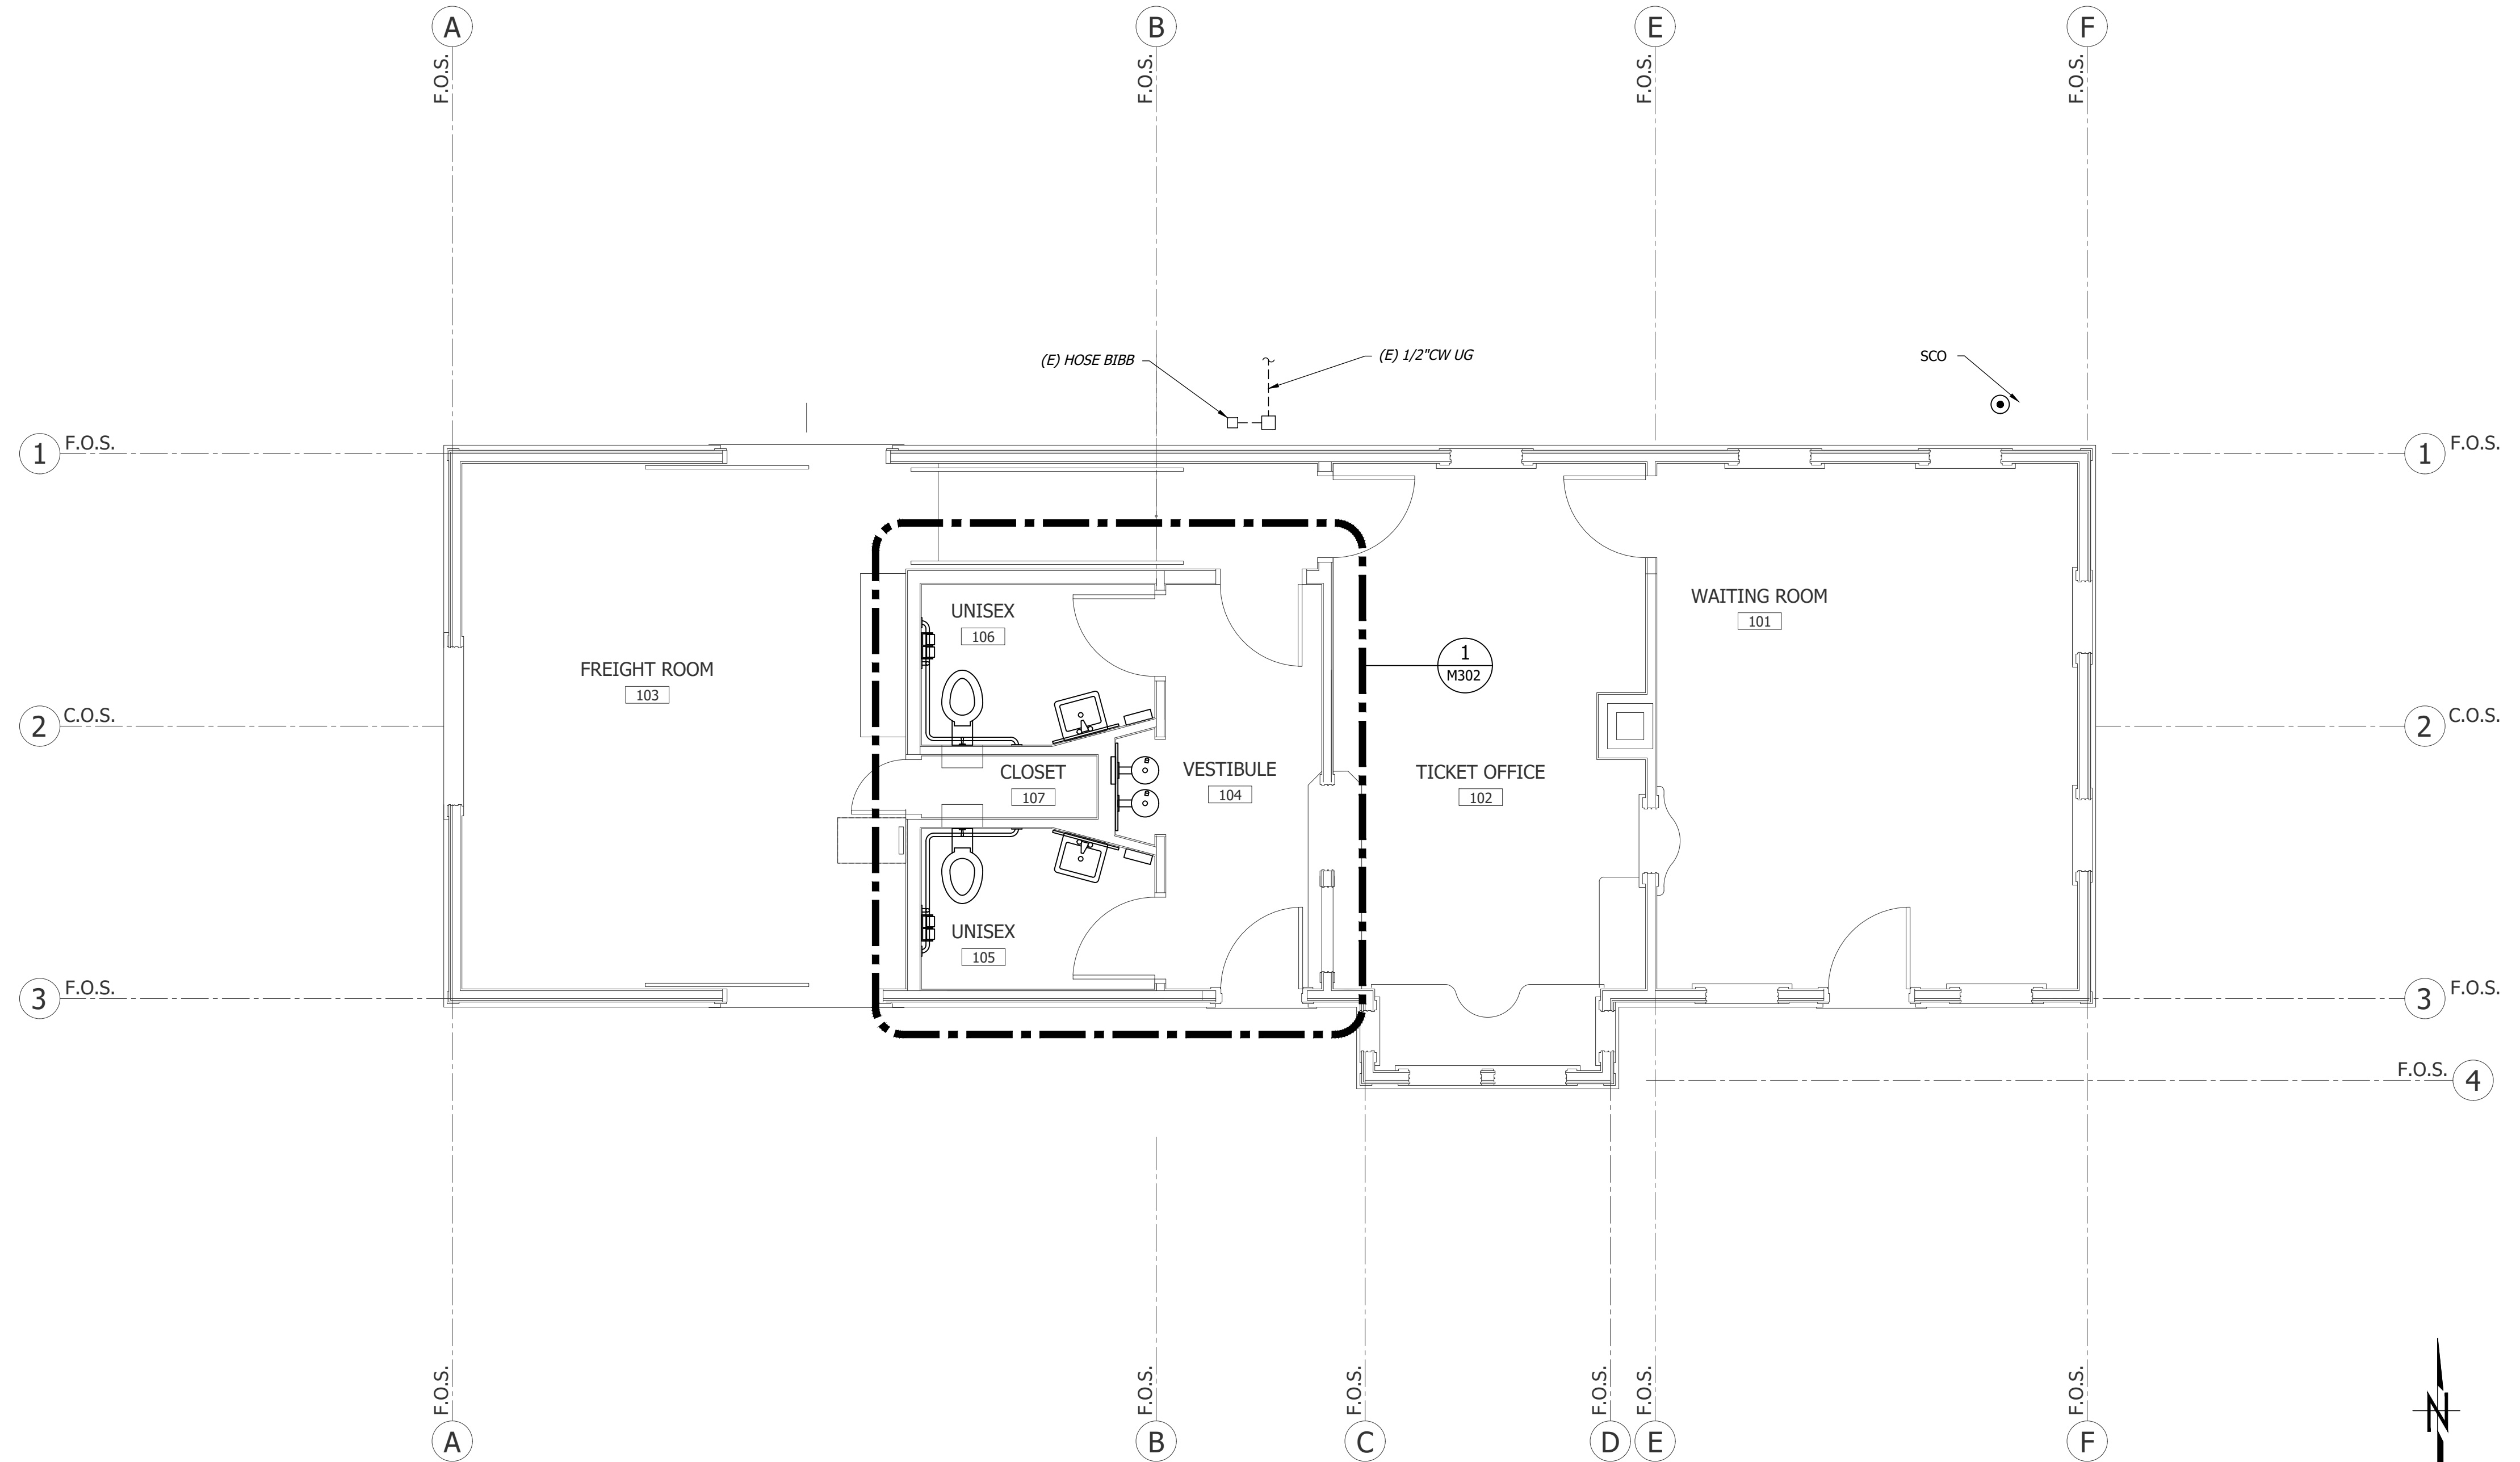 A
B
E
F
F.O.S.
F.O.S.
F.O.S.
F.O.S.
(E) HOSE BIBB
(E) 1/2"CW UG
SCO
1
F.O.S.
1
F.O.S.
UNISEX
106
WAITING ROOM
101
FREIGHT ROOM
103
1
M302
2
C.O.S.
2
C.O.S.
CLOSET
107
VESTIBULE
104
TICKET OFFICE
102
UNISEX
105
3
F.O.S.
3
F.O.S.
F.O.S.
4
F.O.S.
F.O.S.
F.O.S.
F.O.S.
F.O.S.
F.O.S.
A
B
C
D
E
F
N